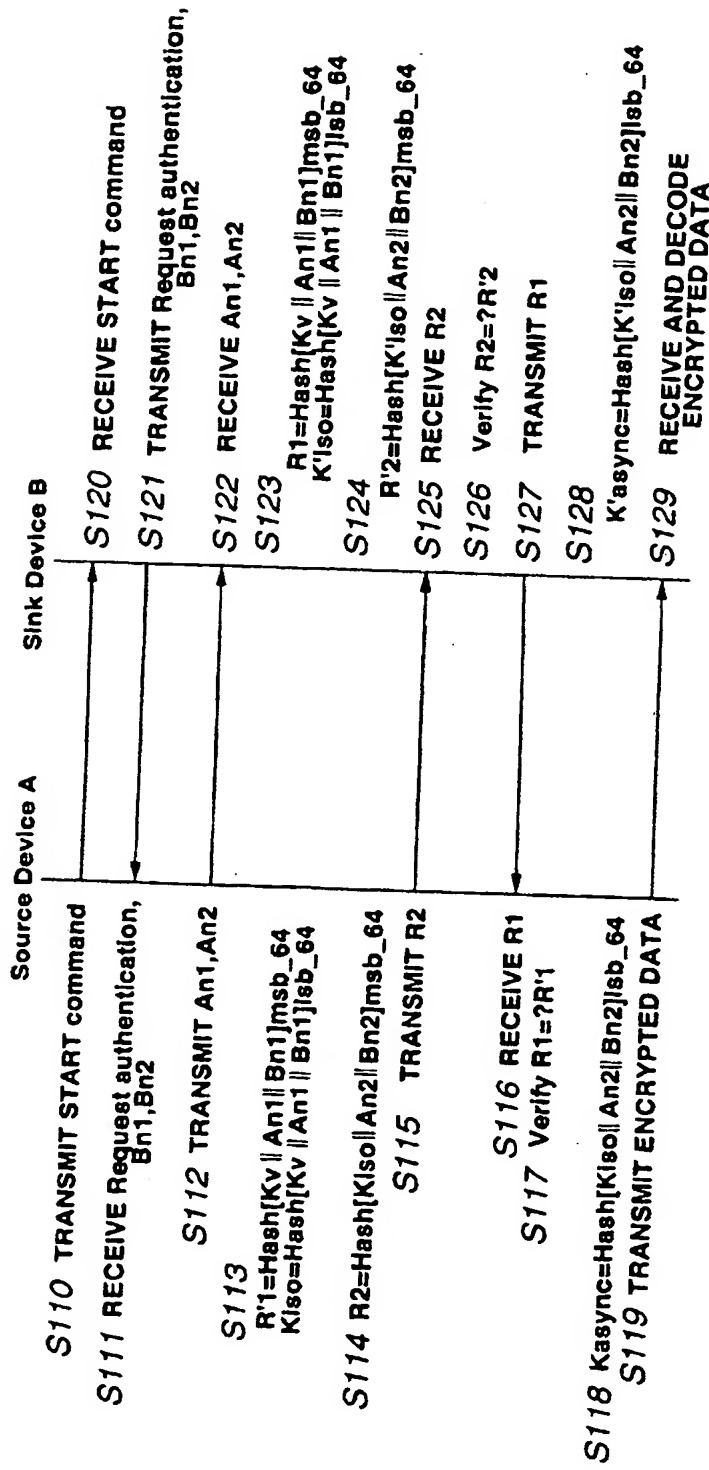 Source Device A
Sink Device B
S110 TRANSMIT START command
S111 RECEIVE Request authentication,
Bn1,Bn2
S112 TRANSMIT An1,An2
S113
R'1=Hash[Kv || An1|| Bn1]msb_64
Kiso=Hash[Kv || An1 || Bn1]lsb_64
S114 R2=Hash[Kiso|| An2|| Bn2]msb_64
S115 TRANSMIT R2
S116 RECEIVE R1
S117 Verify R1=?R'1
S118 Kasync=Hash[Kiso|| An2|| Bn2]lsb_64
S119 TRANSMIT ENCRYPTED DATA
S120 RECEIVE START command
S121 TRANSMIT Request authentication,
Bn1,Bn2
S122 RECEIVE An1,An2
S123
R1=Hash[Kv || An1|| Bn1]msb_64
K'iso=Hash[Kv || An1 || Bn1]lsb_64
S124
R'2=Hash[K'iso||An2||Bn2]msb_64
S125 RECEIVE R2
S126 Verify R2=?R'2
S127 TRANSMIT R1
S128
K'async=Hash[K'iso|| An2|| Bn2]lsb_64
S129 RECEIVE AND DECODE
ENCRYPTED DATA